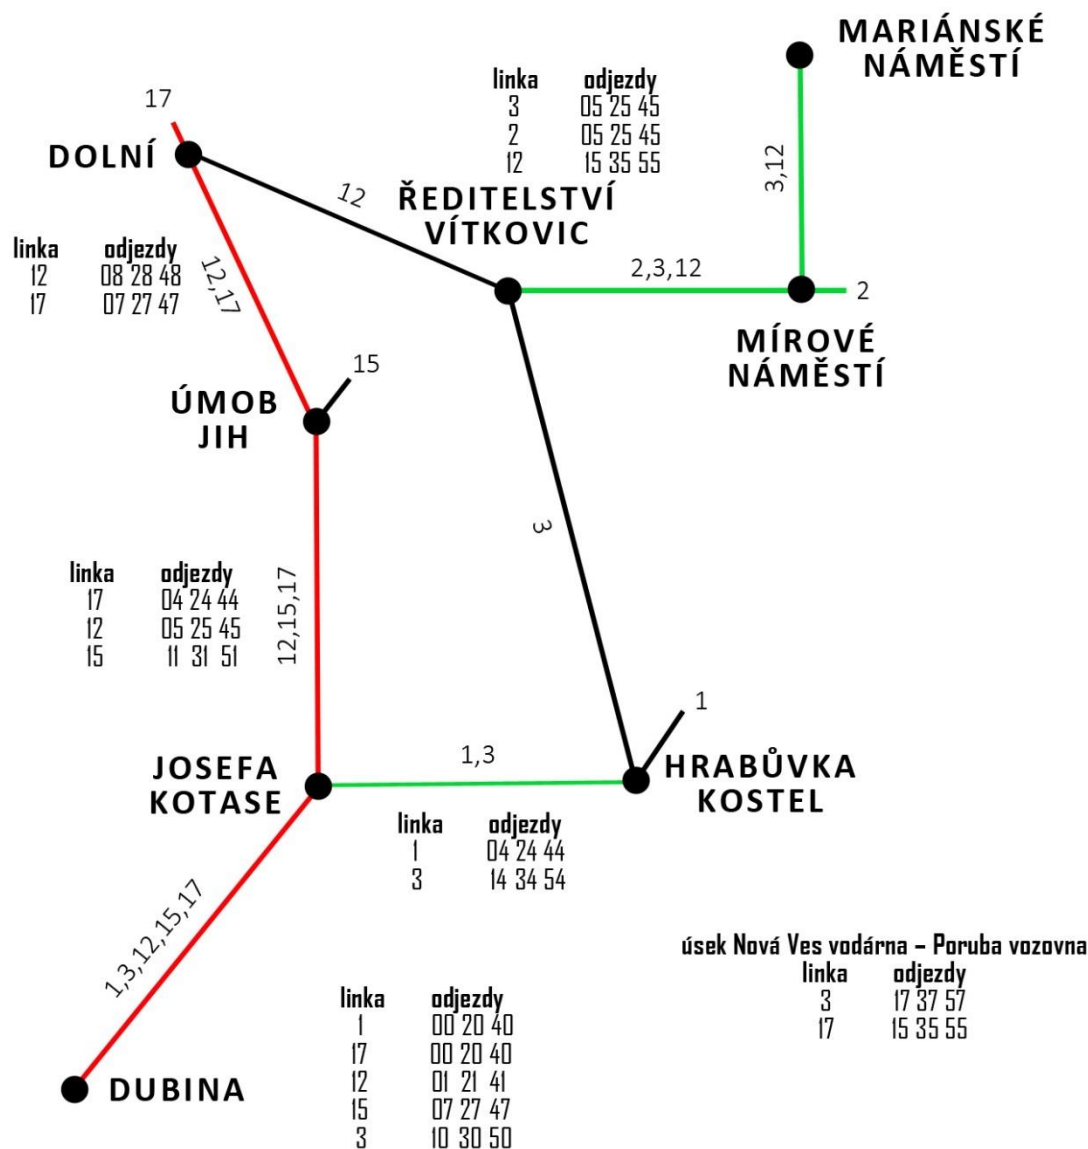 MARIÁNSKÉ
NÁMĚSTÍ
linka odjezdy
3 05 25 45
2 05 25 45
12 15 35 55
17
DOLNÍ
12
ŘEDITELSTVÍ
VÍTKOVIC
3,12
linka odjezdy
12 08 28 48
17 07 27 47
12,17
2,3,12
2
MÍROVÉ
NÁMĚSTÍ
15
ÚMOB
JIH
3
linka odjezdy
17 04 24 44
12 05 25 45
15 11 31 51
12,15,17
1
JOSEFA
KOTASE
1,3
HRABŮVKA
KOSTEL
linka odjezdy
1 04 24 44
3 14 34 54
1,3,12,15,17
úsek Nová Ves vodárna – Poruba vozovna
linka odjezdy
3 17 37 57
17 15 35 55
linka odjezdy
1 00 20 40
17 00 20 40
12 01 21 41
15 07 27 47
3 10 30 50
DUBINA